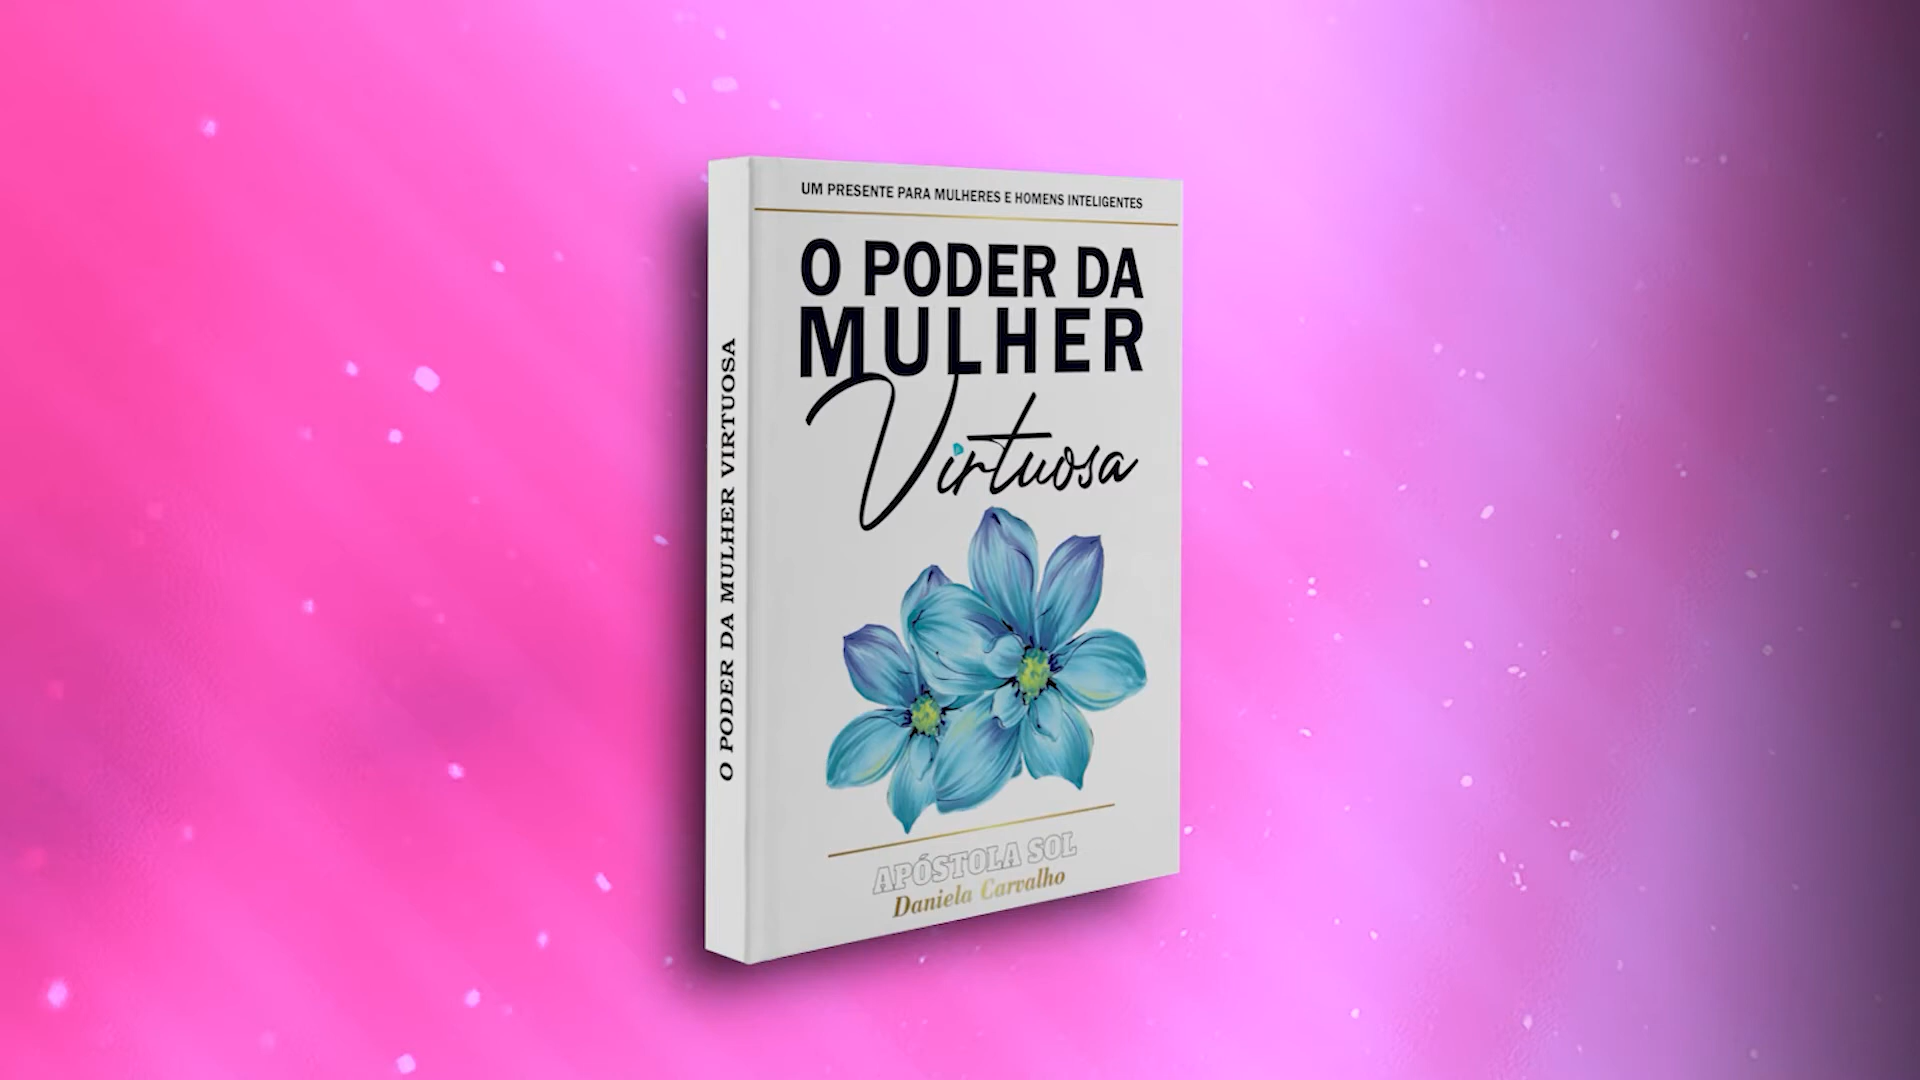 O PODER DA MULHER VIRTUOSA
UM PRESENTE PARA MULHERES E HOMENS INTELIGENTES
O PODER DA
MULHER
Virtuosa
APÓSTOLA SOL
Daniela Carvalho